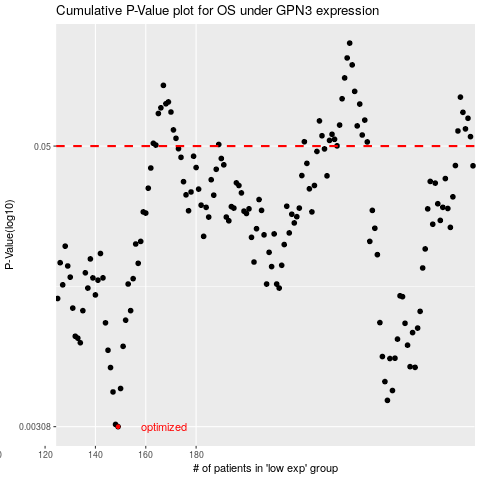 Cumulative P-Value plot for OS under GPN3 expression
P-Value(log10)
0.05
0.00308
optimized
0 120 140 160 180
# of patients in 'low exp' group